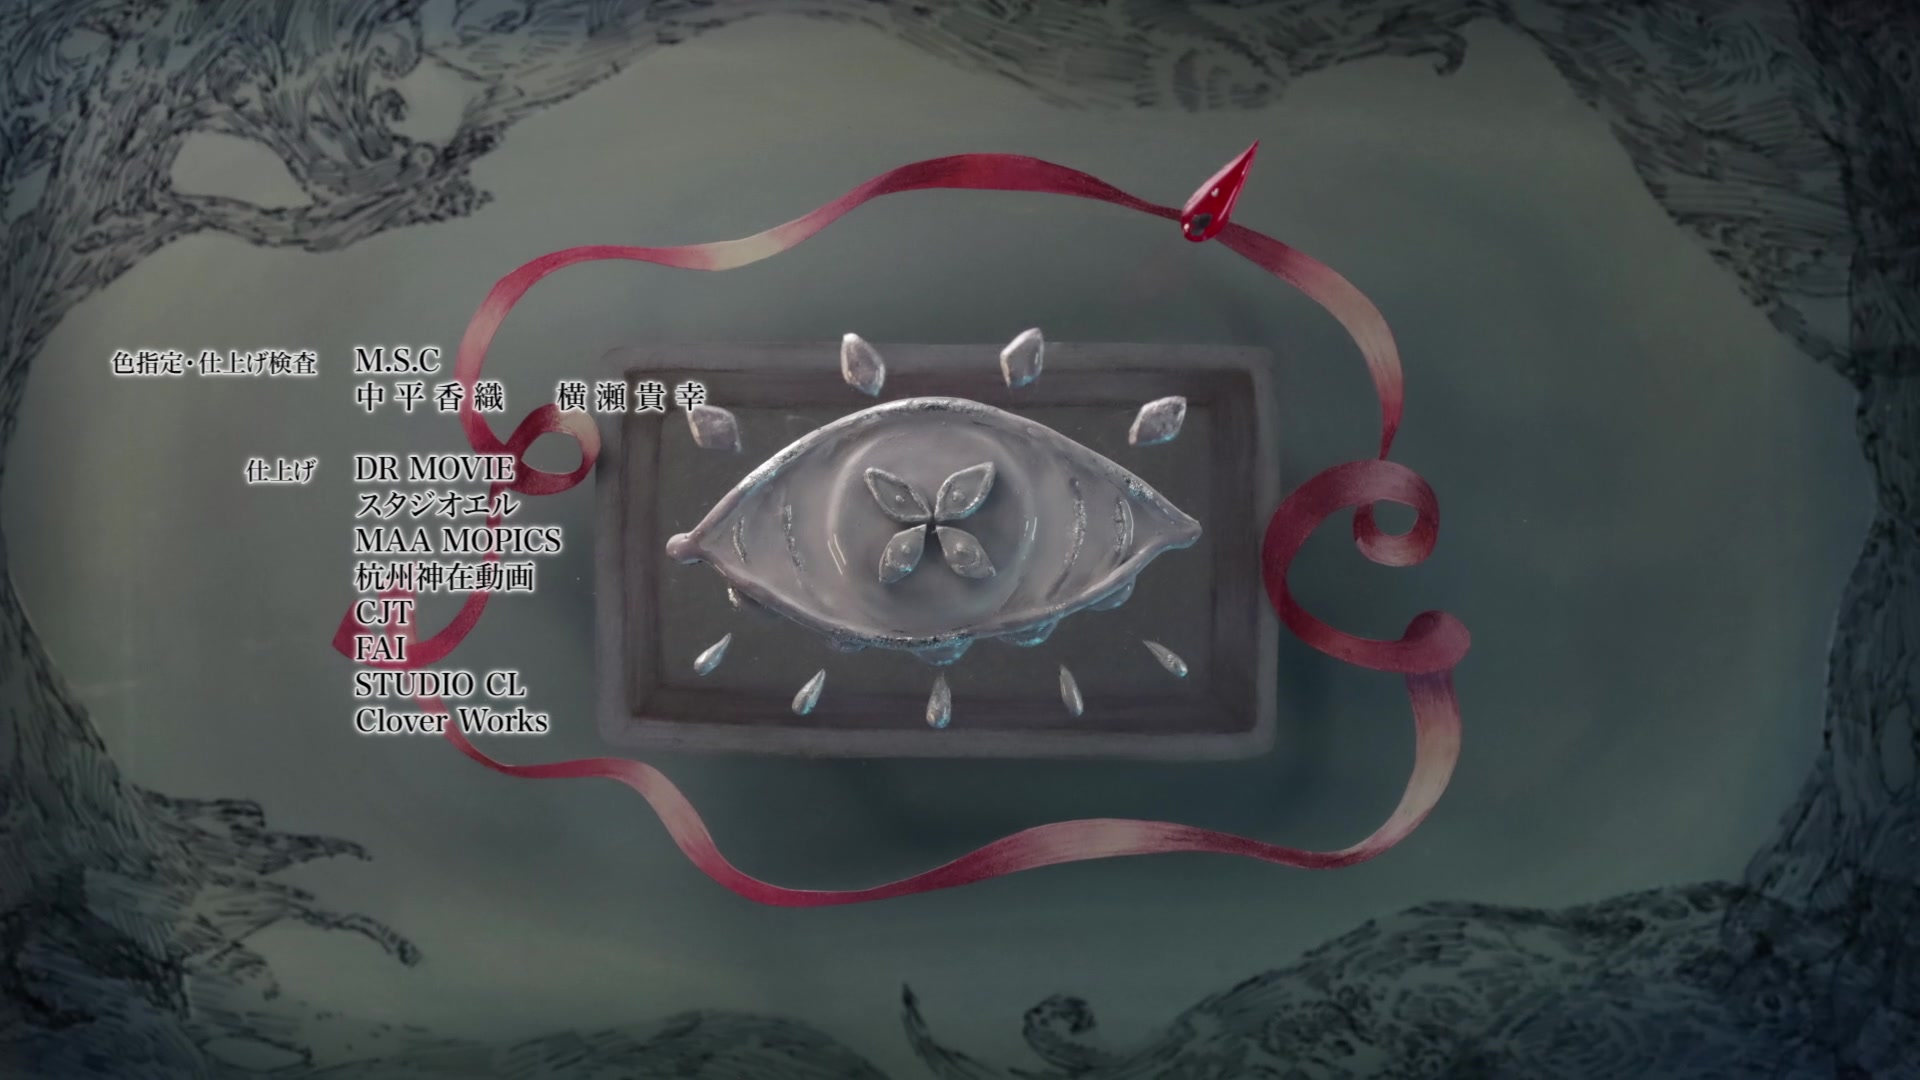 色指定・仕上げ検査 M.S.C
中平香織 横瀬貴幸
仕上げ DR MOVIE
スタジオエル
MAA MOPICS
杭州神在動画
CJT
FAI
STUDIO CL
Clover Works